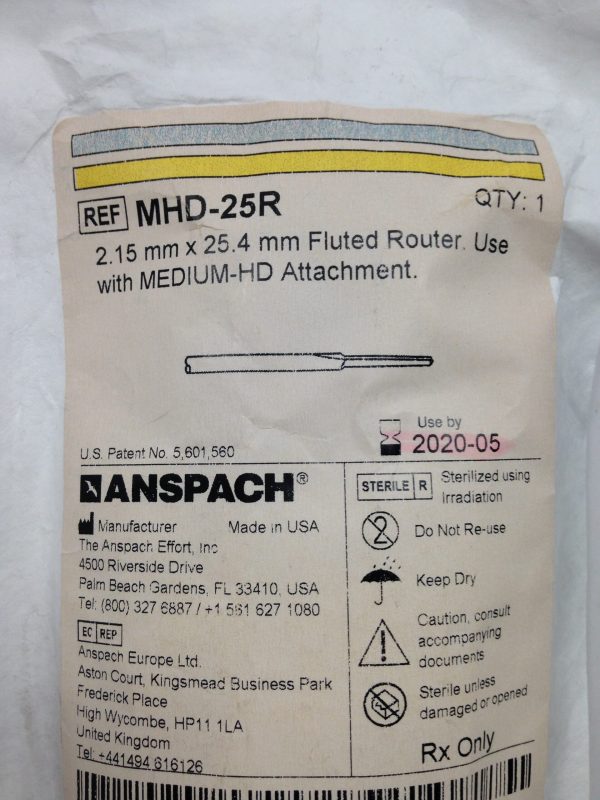 REF MHD-25R QTY: 1
2.15 mm x 25.4 mm Fluted Router. Use
with MEDIUM-HD Attachment.
Use by
2020-05
U.S. Patent No. 5,601,560
ANSPACH®
Manufacturer Made in USA
The Anspach Effort, Inc
4500 Riverside Drive
Palm Beach Gardens, FL 33410, USA
Tel: (800) 327 6887 / +1 561 627 1080
EC REP
Anspach Europe Ltd.
Aston Court, Kingsmead Business Park
Frederick Place
High Wycombe, HP11 1LA
United Kingdom
Tel: +441494 616126
STERILE R
Sterilized using
Irradiation
2
Do Not Re-use
Keep Dry
Caution, consult
accompanying
documents
Sterile unless
damaged or opened
Rx Only